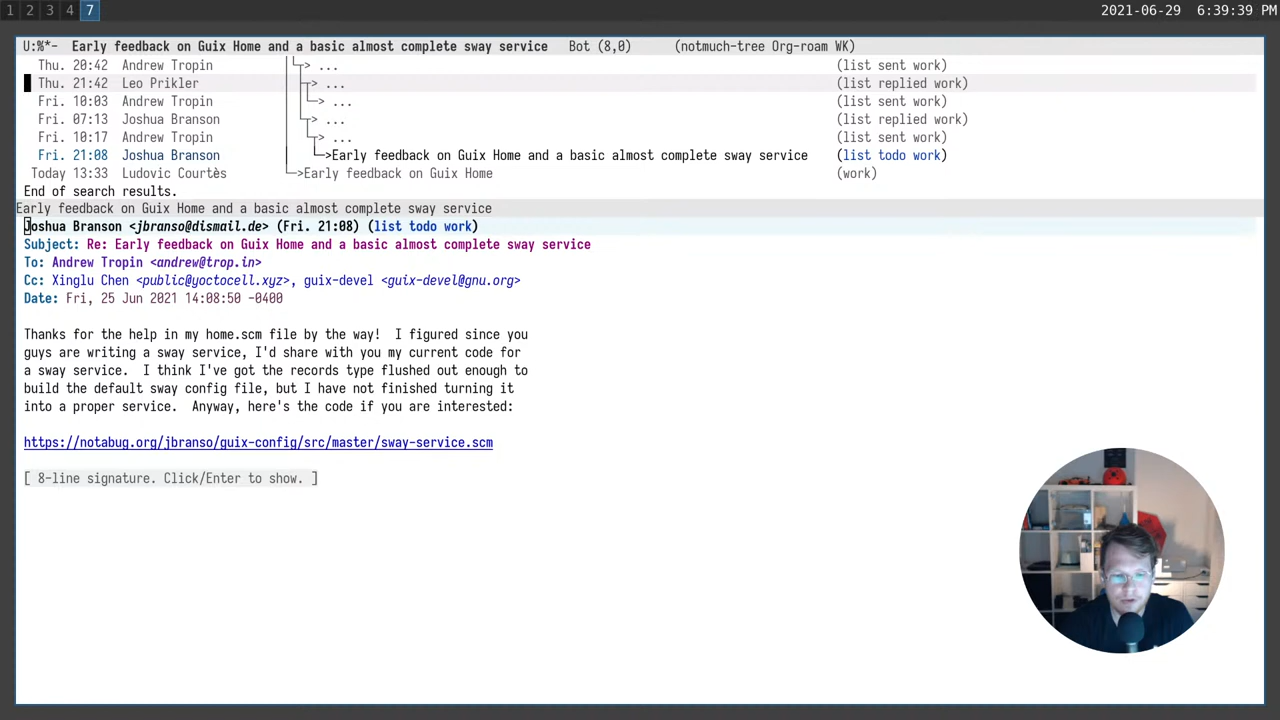 1 2 3 4 7 2021-06-29 6:39:39 PM
U:%*- Early feedback on Guix Home and a basic almost complete sway service Bot (8,0) (notmuch-tree Org-roam WK)
Thu. 20:42 Andrew Tropin │└┬> ... (list sent work)
Thu. 21:42 Leo Prikler │ ├┬> ... (list replied work)
Fri. 10:03 Andrew Tropin │ │└─> ... (list sent work)
Fri. 07:13 Joshua Branson │ └┬> ... (list replied work)
Fri. 10:17 Andrew Tropin │ └┬> ... (list sent work)
Fri. 21:08 Joshua Branson │ └─>Early feedback on Guix Home and a basic almost complete sway service (list todo work)
Today 13:33 Ludovic Courtès └─>Early feedback on Guix Home (work)
End of search results.
Early feedback on Guix Home and a basic almost complete sway service
Joshua Branson <jbranso@dismail.de> (Fri. 21:08) (list todo work)
Subject: Re: Early feedback on Guix Home and a basic almost complete sway service
To: Andrew Tropin <andrew@trop.in>
Cc: Xinglu Chen <public@yoctocell.xyz>, guix-devel <guix-devel@gnu.org>
Date: Fri, 25 Jun 2021 14:08:50 -0400
Thanks for the help in my home.scm file by the way!  I figured since you
guys are writing a sway service, I'd share with you my current code for
a sway service.  I think I've got the records type flushed out enough to
build the default sway config file, but I have not finished turning it
into a proper service.  Anyway, here's the code if you are interested:
https://notabug.org/jbranso/guix-config/src/master/sway-service.scm
[ 8-line signature. Click/Enter to show. ]